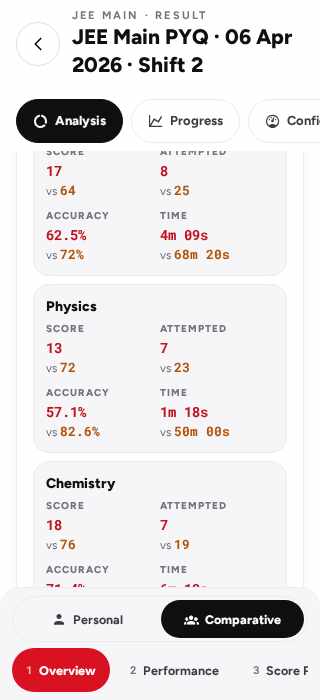 JEE MAIN · RESULT
JEE Main PYQ · 06 Apr
2026 · Shift 2
Analysis
Progress
Confi
SCORE
ATTEMPTED
17
8
vs 64
vs 25
ACCURACY
TIME
62.5%
4m 09s
vs 72%
vs 68m 20s
Physics
SCORE
ATTEMPTED
13
7
vs 72
vs 23
ACCURACY
TIME
57.1%
1m 18s
vs 82.6%
vs 50m 00s
Chemistry
SCORE
ATTEMPTED
18
7
vs 76
vs 19
ACCURACY
TIME
Personal
Comparative
1 Overview
2 Performance
3 Score